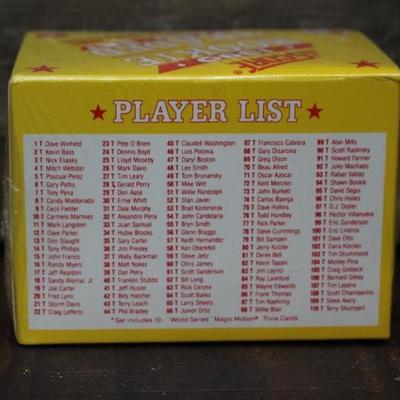 SCORE
ROOKIE
& TRADED
★ PLAYER LIST ★
1 T Dave Winfield
2 T Kevin Bass
3 T Nick Esasky
4 T Mitch Webster
5 T Pascual Perez
6 T Gary Pettis
7 T Tony Pena
8 T Candy Maldonado
9 T Cecil Fielder
10 T Carmelo Martinez
11 T Mark Langston
12 T Dave Parker
13 T Don Slaught
14 T Tony Phillips
15 T John Franco
16 T Randy Myers
17 T Jeff Reardon
18 T Sandy Alomar, Jr.
19 T Joe Carter
20 T Fred Lynn
21 T Storm Davis
22 T Craig Lefferts
23 T Pete O'Brien
24 T Dennis Boyd
25 T Lloyd Moseby
26 T Mark Davis
27 T Tim Leary
28 T Gerald Perry
29 T Don Aase
30 T Ernie Whitt
31 T Dale Murphy
32 T Alejandro Pena
33 T Juan Samuel
34 T Hubie Brooks
35 T Gary Carter
36 T Jim Presley
37 T Wally Backman
38 T Matt Nokes
39 T Dan Petry
40 T Franklin Stubbs
41 T Jeff Huson
42 T Billy Hatcher
43 T Terry Leach
44 T Phil Bradley
45 T Claudell Washington
46 T Luis Polonia
47 T Daryl Boston
48 T Lee Smith
49 T Tom Brunansky
50 T Mike Witt
51 T Willie Randolph
52 T Stan Javier
53 T Brad Komminsk
54 T John Candelaria
55 T Bryn Smith
56 T Glenn Braggs
57 T Keith Hernandez
58 T Ken Oberkfell
59 T Steve Jeltz
60 T Chris James
61 T Scott Sanderson
62 T Bill Long
63 T Rick Cerone
64 T Scott Bailes
65 T Larry Sheets
66 T Junior Ortiz
67 T Francisco Cabrera
68 T Gary Disarcina
69 T Greg Olson
70 T Beau Allred
71 T Oscar Azocar
72 T Kent Mercker
73 T John Burkett
74 T Carlos Baerga
75 T Dave Hollins
76 T Todd Hundley
77 T Rick Parker
78 T Steve Cummings
79 T Bill Sampen
80 T Jerry Kutzler
81 T Derek Bell
82 T Kevin Tapani
83 T Jim Leyritz
84 T Ray Lankford
85 T Wayne Edwards
86 T Frank Thomas
87 T Tim Naehring
88 T Willie Blair
89 T Alan Mills
90 T Scott Radinsky
91 T Howard Farmer
92 T Julio Machado
93 T Rafael Valdez
94 T Shawn Boskie
95 T David Segui
96 T Chris Hoiles
97 T D.J. Dozier
98 T Hector Villanueva
99 T Eric Gunderson
100 T Eric Lindros
101 T Dave Otto
102 T Dana Kiecker
103 T Tim Drummond
104 T Mickey Pina
105 T Craig Grebeck
106 T Bernard Gilkey
107 T Tim Layana
108 T Scott Chiamparino
109 T Steve Avery
110 T Terry Shumpert
* Set includes 10 - "World Series" Magic Motion® Trivia Cards